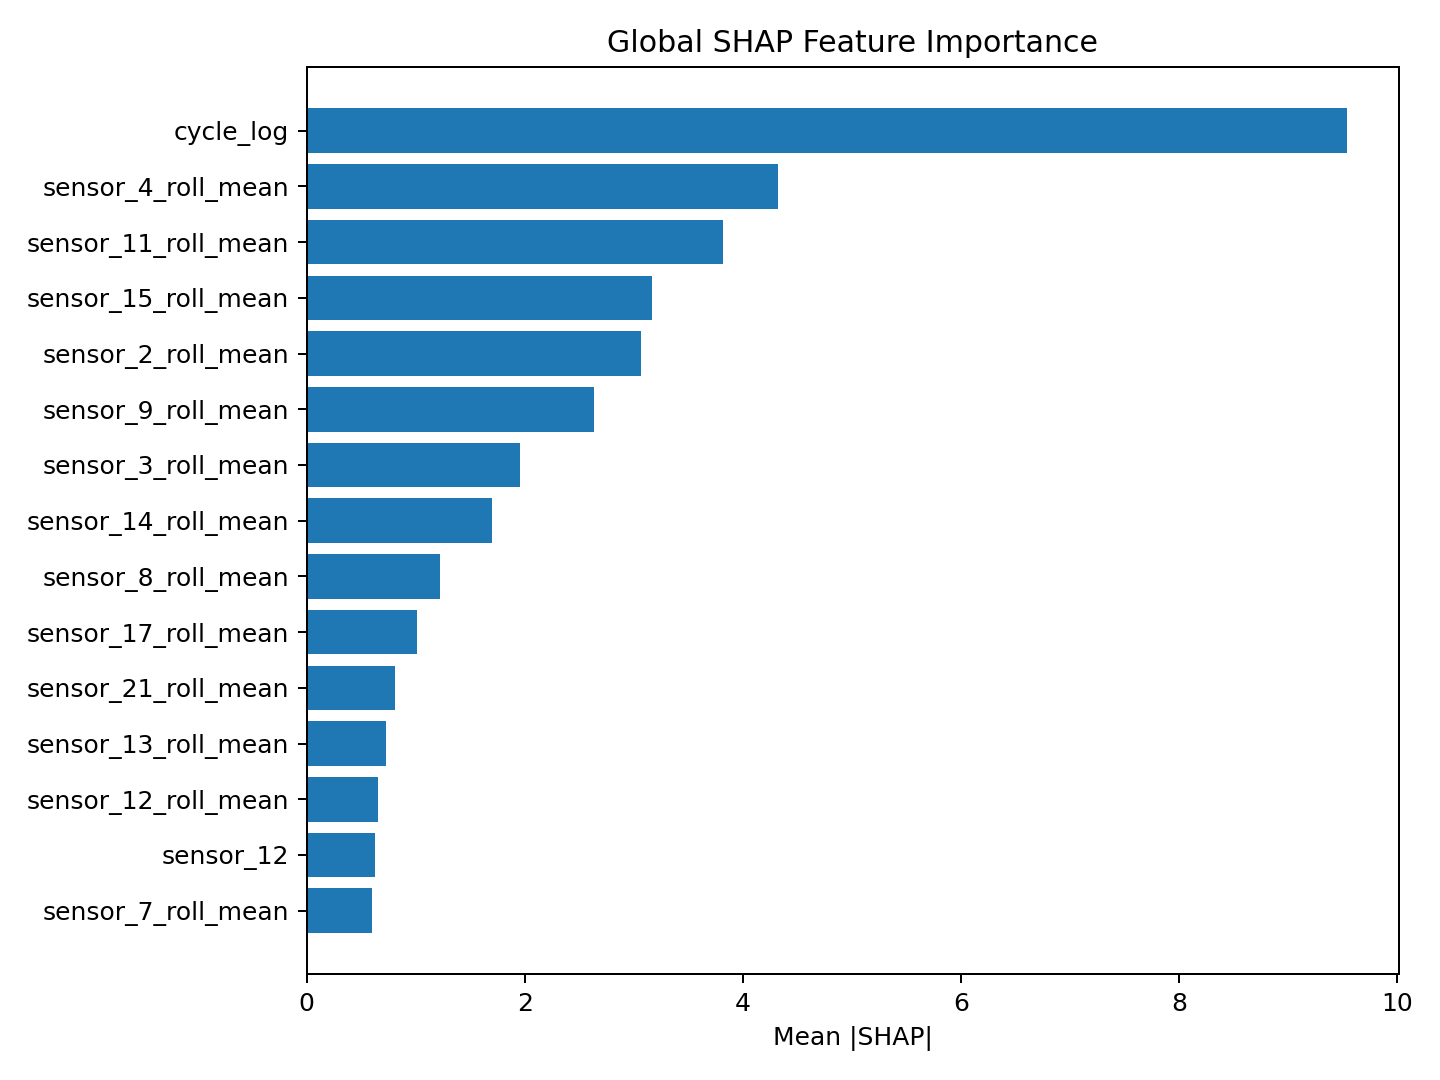 Global SHAP Feature Importance
cycle_log
sensor_4_roll_mean
sensor_11_roll_mean
sensor_15_roll_mean
sensor_2_roll_mean
sensor_9_roll_mean
sensor_3_roll_mean
sensor_14_roll_mean
sensor_8_roll_mean
sensor_17_roll_mean
sensor_21_roll_mean
sensor_13_roll_mean
sensor_12_roll_mean
sensor_12
sensor_7_roll_mean
0 2 4 6 8 10
Mean |SHAP|